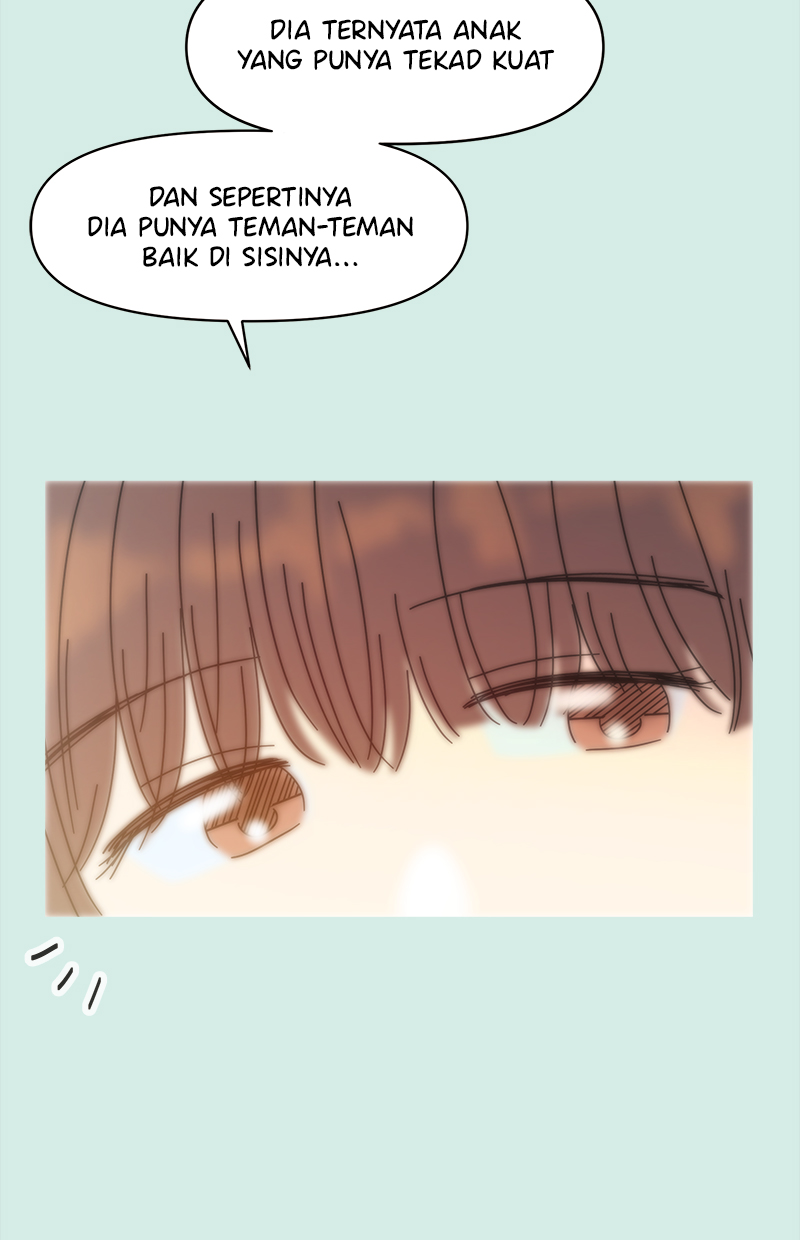 DIA TERNYATA ANAK
YANG PUNYA TEKAD KUAT
DAN SEPERTINYA
DIA PUNYA TEMAN-TEMAN
BAIK DI SISINYA...